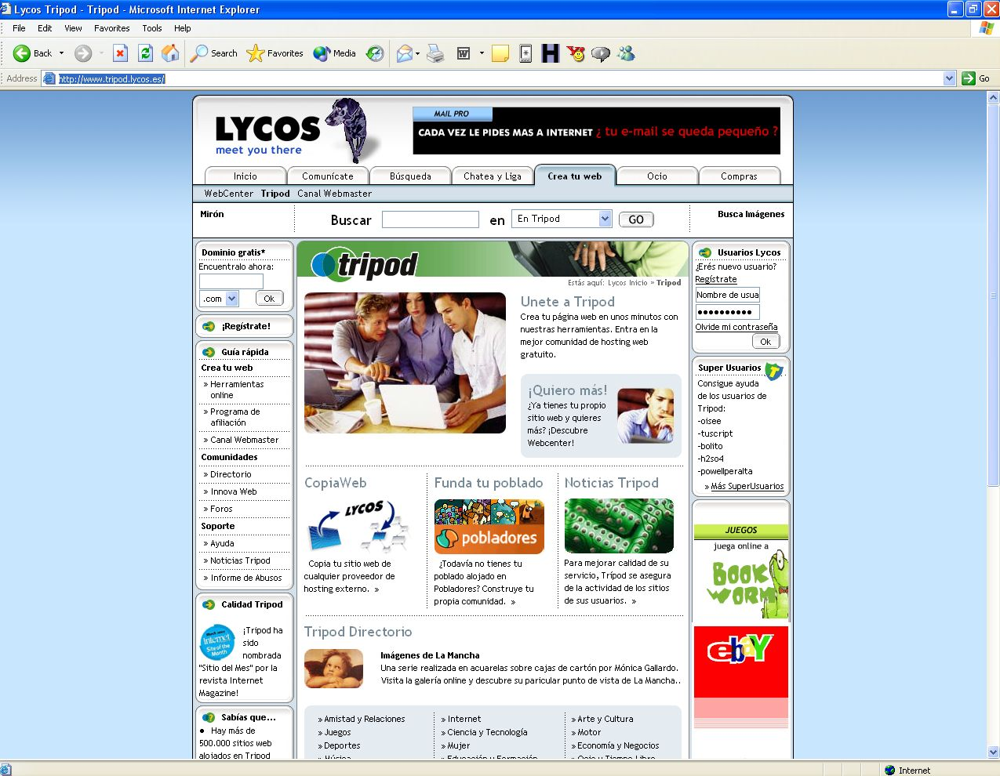 Lycos Tripod - Tripod - Microsoft Internet Explorer
File Edit View Favorites Tools Help
Back Search Favorites Media
Address http://www.tripod.lycos.es/ Go
LYCOS
meet you there
MAIL PRO
CADA VEZ LE PIDES MAS A INTERNET ¿ tu e-mail se queda pequeño ?
Inicio Comunícate Búsqueda Chatea y Liga Crea tu web Ocio Compras
WebCenter Tripod Canal Webmaster
Mirón Buscar en En Tripod GO Busca Imágenes
Dominio gratis*
Encuentralo ahora:
.com Ok
¡Regístrate!
Guía rápida
Crea tu web
» Herramientas
online
» Programa de
afiliación
» Canal Webmaster
Comunidades
» Directorio
» Innova Web
» Foros
Soporte
» Ayuda
» Noticias Tripod
» Informe de Abusos
Calidad Tripod
Internet
Site of the
Month
¡Tripod ha
sido
nombrada
"Sitio del Mes" por la
revista Internet
Magazine!
Sabías que...
● Hay más de
500.000 sitios web
alojados en Tripod
tripod
Estás aquí: Lycos Inicio » Tripod
Unete a Tripod
Crea tu página web en unos minutos con
nuestras herramientas. Entra en la
mejor comunidad de hosting web
gratuito.
¡Quiero más!
¿Ya tienes tu propio
sitio web y quieres
más? ¡Descubre
Webcenter!
CopiaWeb
LYCOS
Copia tu sitio web de
cualquier proveedor de
hosting externo. »
Funda tu poblado
pobladores
¿Todavía no tienes tu
poblado alojado en
Pobladores? Construye tu
propia comunidad. »
Noticias Tripod
Para mejorar calidad de su
servicio, Trípod se asegura
de la actividad de los sitios
de sus usuarios. »
Tripod Directorio
Imágenes de La Mancha
Una serie realizada en acuarelas sobre cajas de cartón por Mónica Gallardo.
Visita la galería online y descubre su paricular punto de vista de La Mancha..
» Amistad y Relaciones
» Juegos
» Deportes
» Música
» Internet
» Ciencia y Tecnología
» Mujer
» Educación y Formación
» Arte y Cultura
» Motor
» Economía y Negocios
» Ocio y Tiempo Libre
Usuarios Lycos
¿Erés nuevo usuario?
Regístrate
Nombre de usua
●●●●●●●●●●
Olvide mi contraseña
Ok
Super Usuarios
Consigue ayuda
de los usuarios de
Tripod:
-oisee
-tuscript
-bolito
-h2so4
-powellperalta
» Más SuperUsuarios
JUEGOS
juega online a
BOOK
WORM
ebaY
Internet